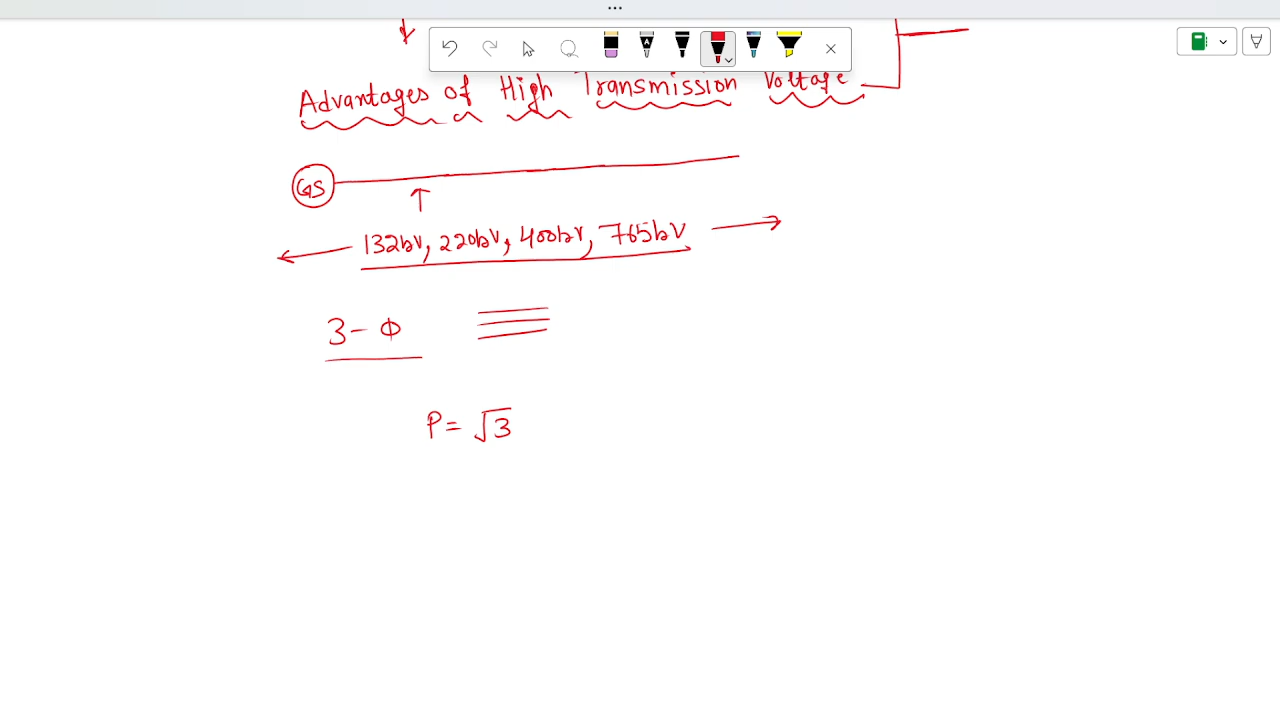 Advantages of High Transmission Voltage
GS
132kV, 220kV, 400kV, 765kV
3-Φ
P = √3